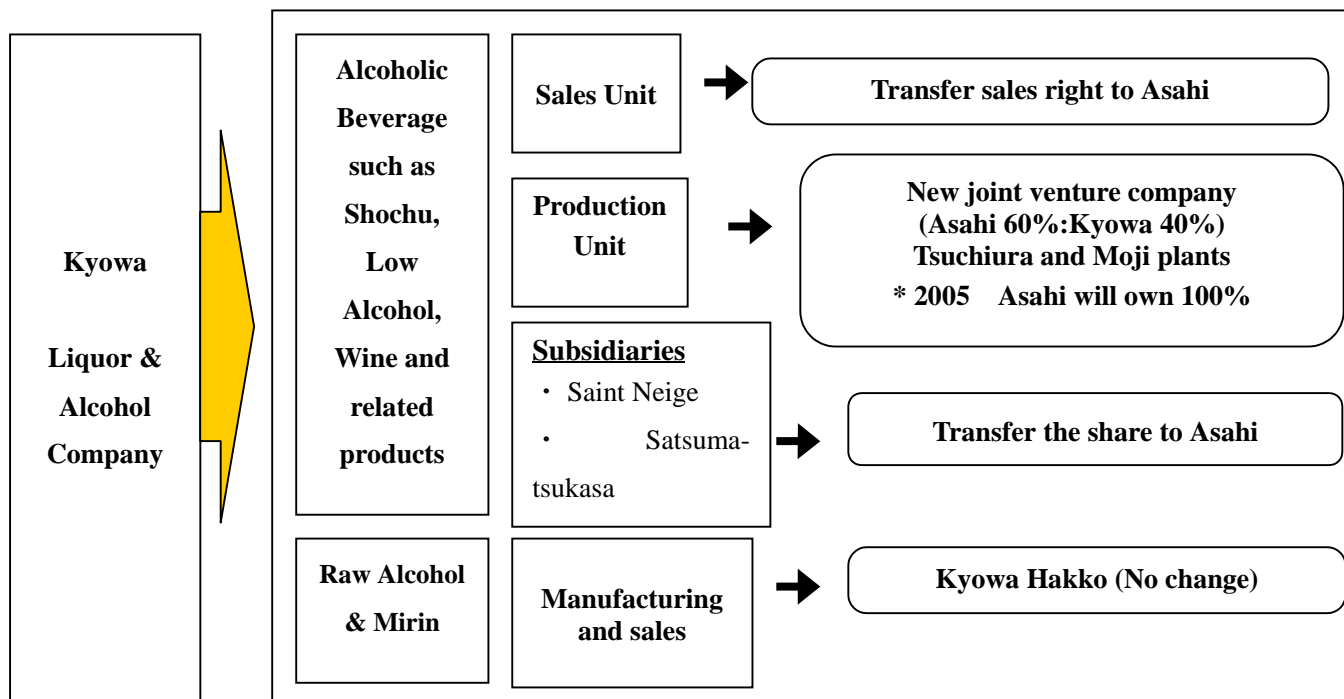 Kyowa
Liquor &
Alcohol
Company
Alcoholic
Beverage
such as
Shochu,
Low
Alcohol,
Wine and
related
products
Sales Unit
Transfer sales right to Asahi
Production
Unit
New joint venture company
(Asahi 60%:Kyowa 40%)
Tsuchiura and Moji plants
* 2005 Asahi will own 100%
Subsidiaries
・ Saint Neige
・ Satsuma-
tsukasa
Transfer the share to Asahi
Raw Alcohol
& Mirin
Manufacturing
and sales
Kyowa Hakko (No change)